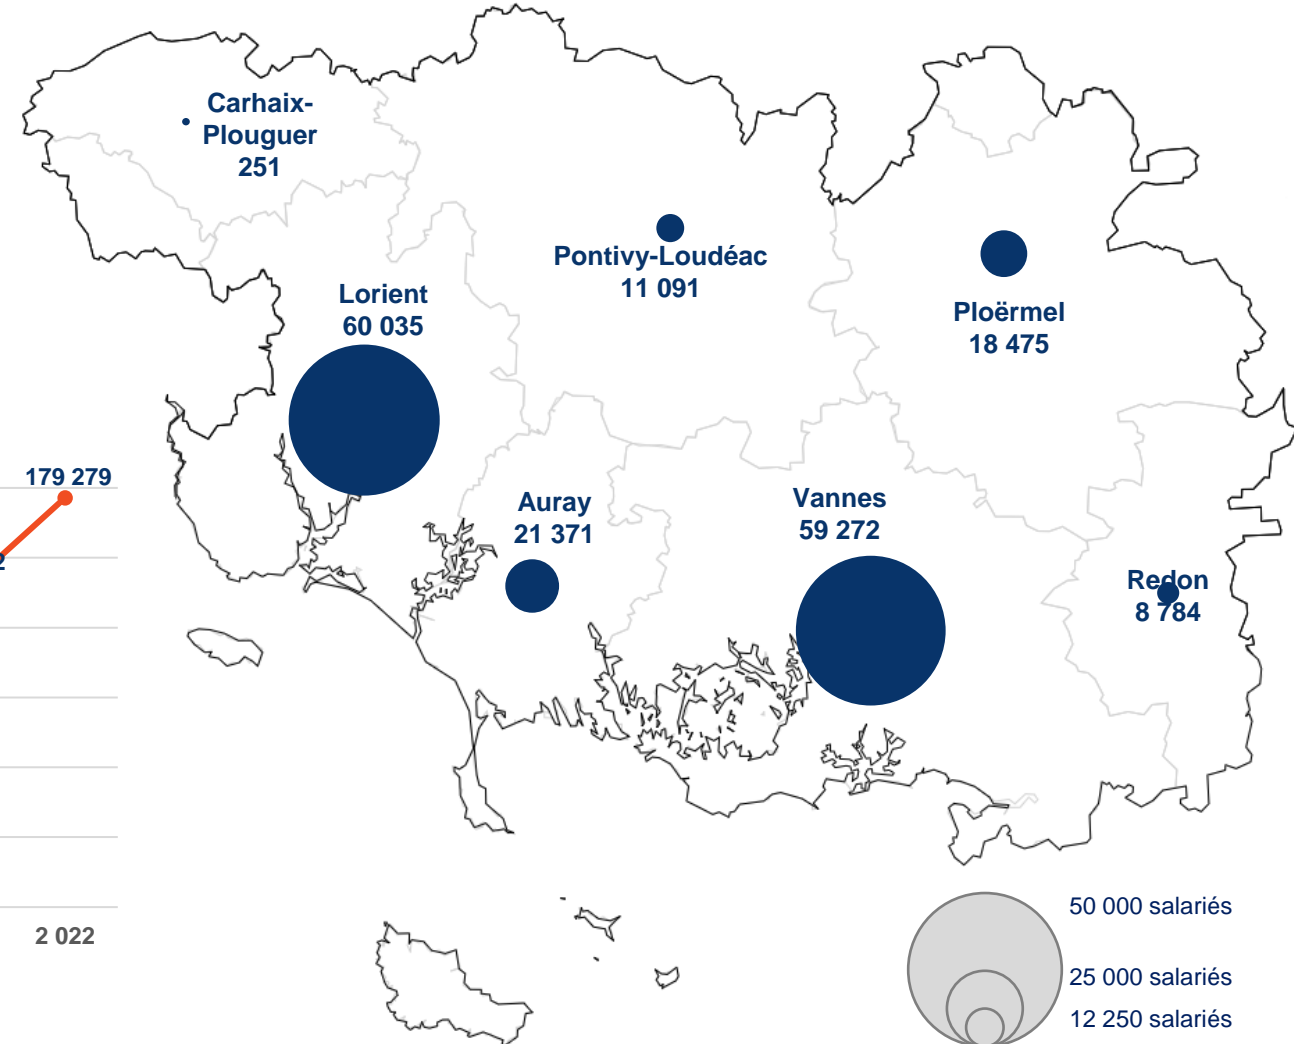 Carhaix-
Plouguer
251
Pontivy-Loudéac
11 091
Ploërmel
18 475
Lorient
60 035
179 279
2
Auray
21 371
Vannes
59 272
Redon
8 784
2 022
50 000 salariés
25 000 salariés
12 250 salariés